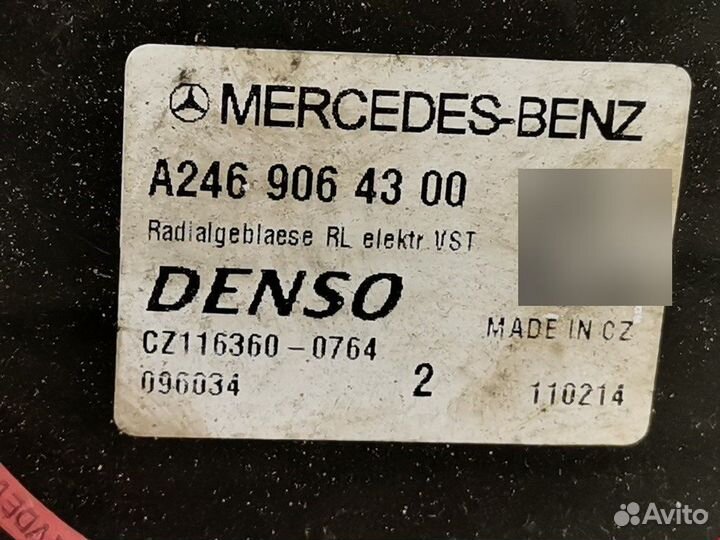 MERCEDES-BENZ
A246 906 43 00
Radialgeblaese RL elektr. VST
DENSO
MADE IN CZ
CZ116360-0764
096034
2
110214
Avito